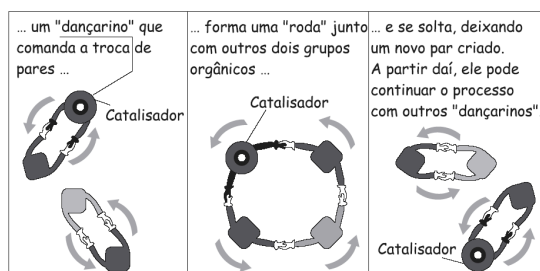 ... um "dançarino" que
comanda a troca de
pares ...
Catalisador
... forma uma "roda" junto
com outros dois grupos
orgânicos ...
Catalisador
... e se solta, deixando
um novo par criado.
A partir daí, ele pode
continuar o processo
com outros "dançarinos"
Catalisador